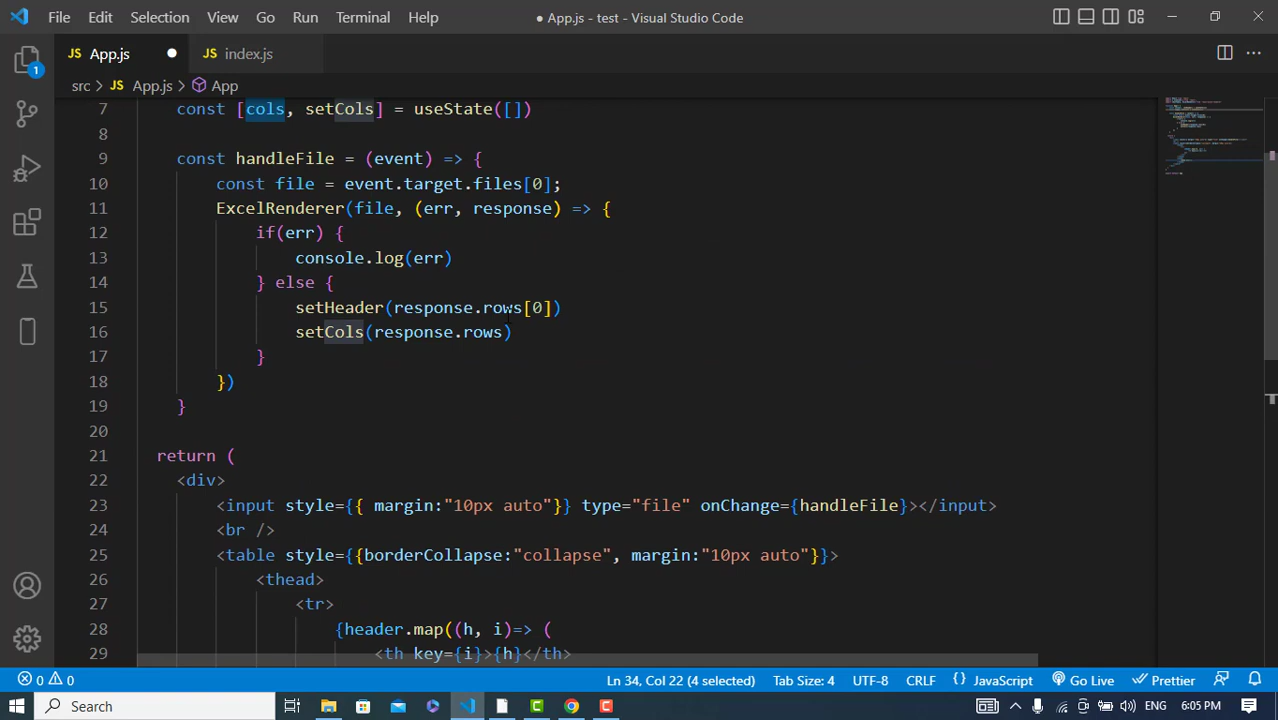 File Edit Selection View Go Run Terminal Help ● App.js - test - Visual Studio Code
JS App.js JS index.js
1
src > JS App.js > App
7 const [cols, setCols] = useState([])
8
9 const handleFile = (event) => {
10 const file = event.target.files[0];
11 ExcelRenderer(file, (err, response) => {
12 if(err) {
13 console.log(err)
14 } else {
15 setHeader(response.rows[0])
16 setCols(response.rows)
17 }
18 })
19 }
20
21 return (
22 <div>
23 <input style={{ margin:"10px auto"}} type="file" onChange={handleFile}></input>
24 <br />
25 <table style={{borderCollapse:"collapse", margin:"10px auto"}}>
26 <thead>
27 <tr>
28 {header.map((h, i)=> (
29 <th key={i}>{h}</th>
0 0 Ln 34, Col 22 (4 selected) Tab Size: 4 UTF-8 CRLF {} JavaScript Go Live Prettier
Search ENG 6:05 PM